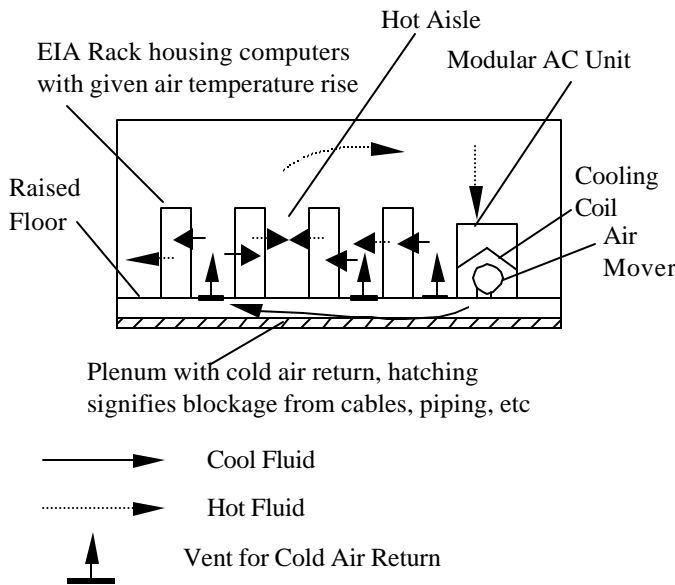 Hot Aisle
EIA Rack housing computers
with given air temperature rise
Modular AC Unit
Raised
Floor
Cooling
Coil
Air
Mover
Plenum with cold air return, hatching
signifies blockage from cables, piping, etc
Cool Fluid
Hot Fluid
Vent for Cold Air Return